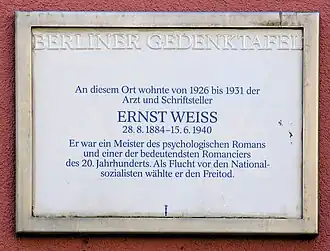 BERLINER GEDENKTAFEL
An diesem Ort wohnte von 1926 bis 1931 der
Arzt und Schriftsteller
ERNST WEISS
28. 8. 1884–15. 6. 1940
Er war ein Meister des psychologischen Romans
und einer der bedeutendsten Romanciers
des 20. Jahrhunderts. Als Flucht vor den National-
sozialisten wählte er den Freitod.